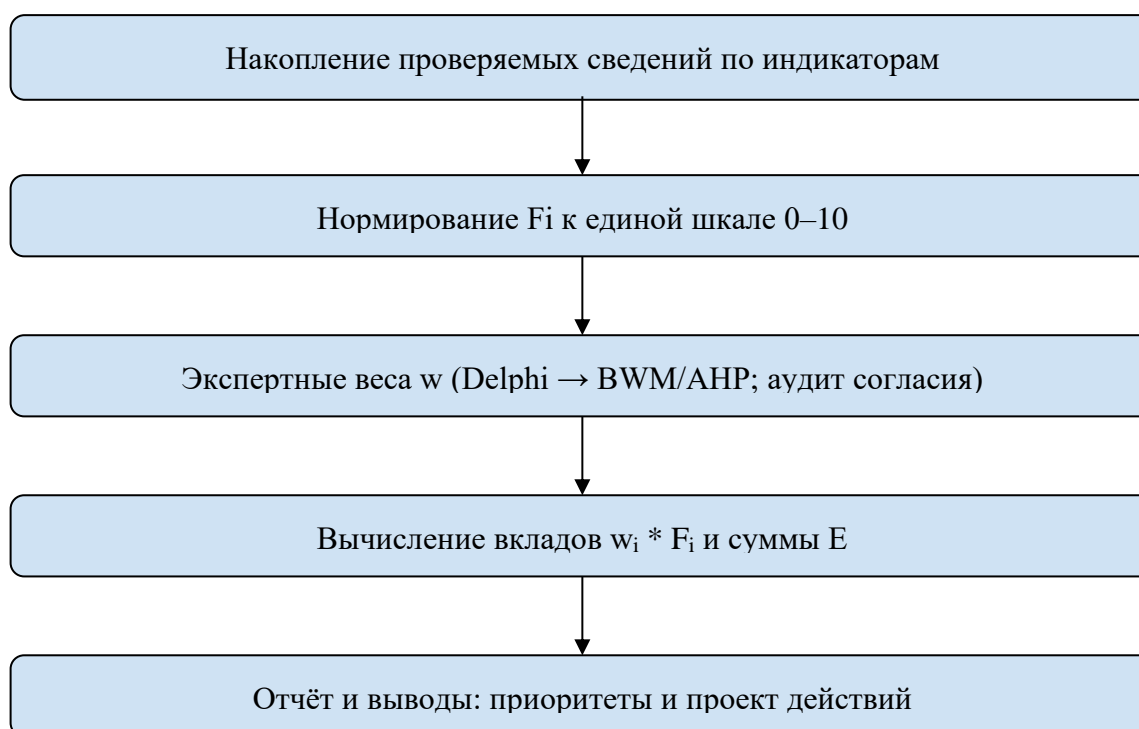 Накопление проверяемых сведений по индикаторам
Нормирование Fi к единой шкале 0–10
Экспертные веса w (Delphi → BWM/AHP; аудит согласия)
Вычисление вкладов wᵢ * Fᵢ и суммы E
Отчёт и выводы: приоритеты и проект действий